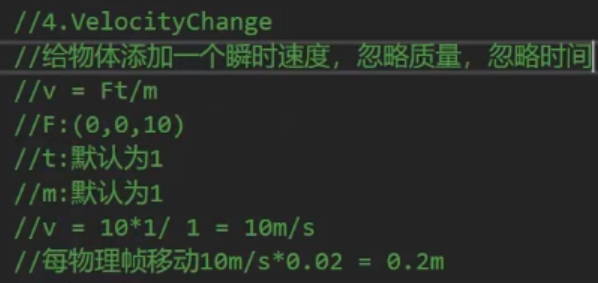 //4.VelocityChange
//给物体添加一个瞬时速度，忽略质量，忽略时间
//v = Ft/m
//F:(0,0,10)
//t:默认为1
//m:默认为1
//v = 10*1/ 1 = 10m/s
//每物理帧移动10m/s*0.02 = 0.2m